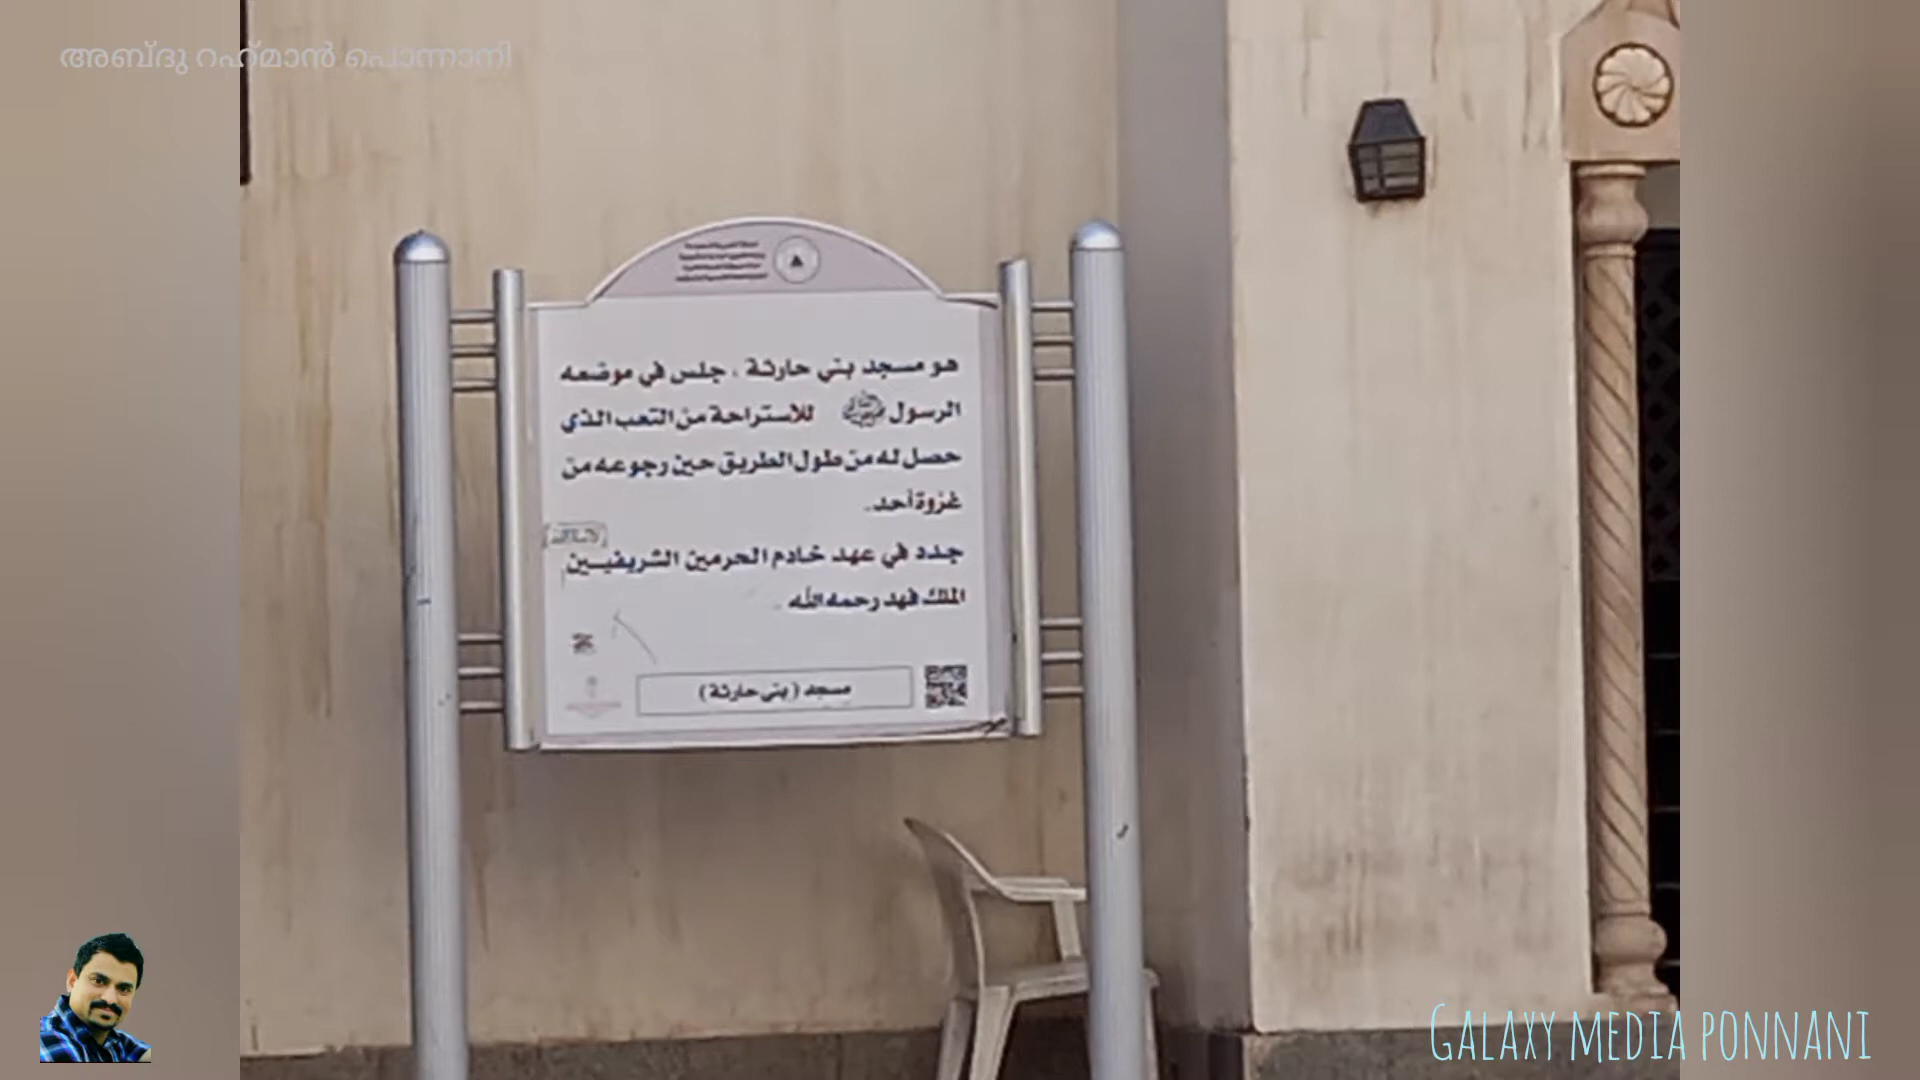 അബ്ദു റഹ്മാൻ പൊന്നാനി
هو مسجد بني حارثة ، جلس في موضعه
الرسول ﷺ للأستراحة من التعب الذي
حصل له من طول الطريق حين رجوعه من
غزوة أحد.
جدد في عهد خادم الحرمين الشريفيــين
الملك فهد رحمه الله .
مسجد ( بني حارثة )
GALAXY MEDIA PONNANI